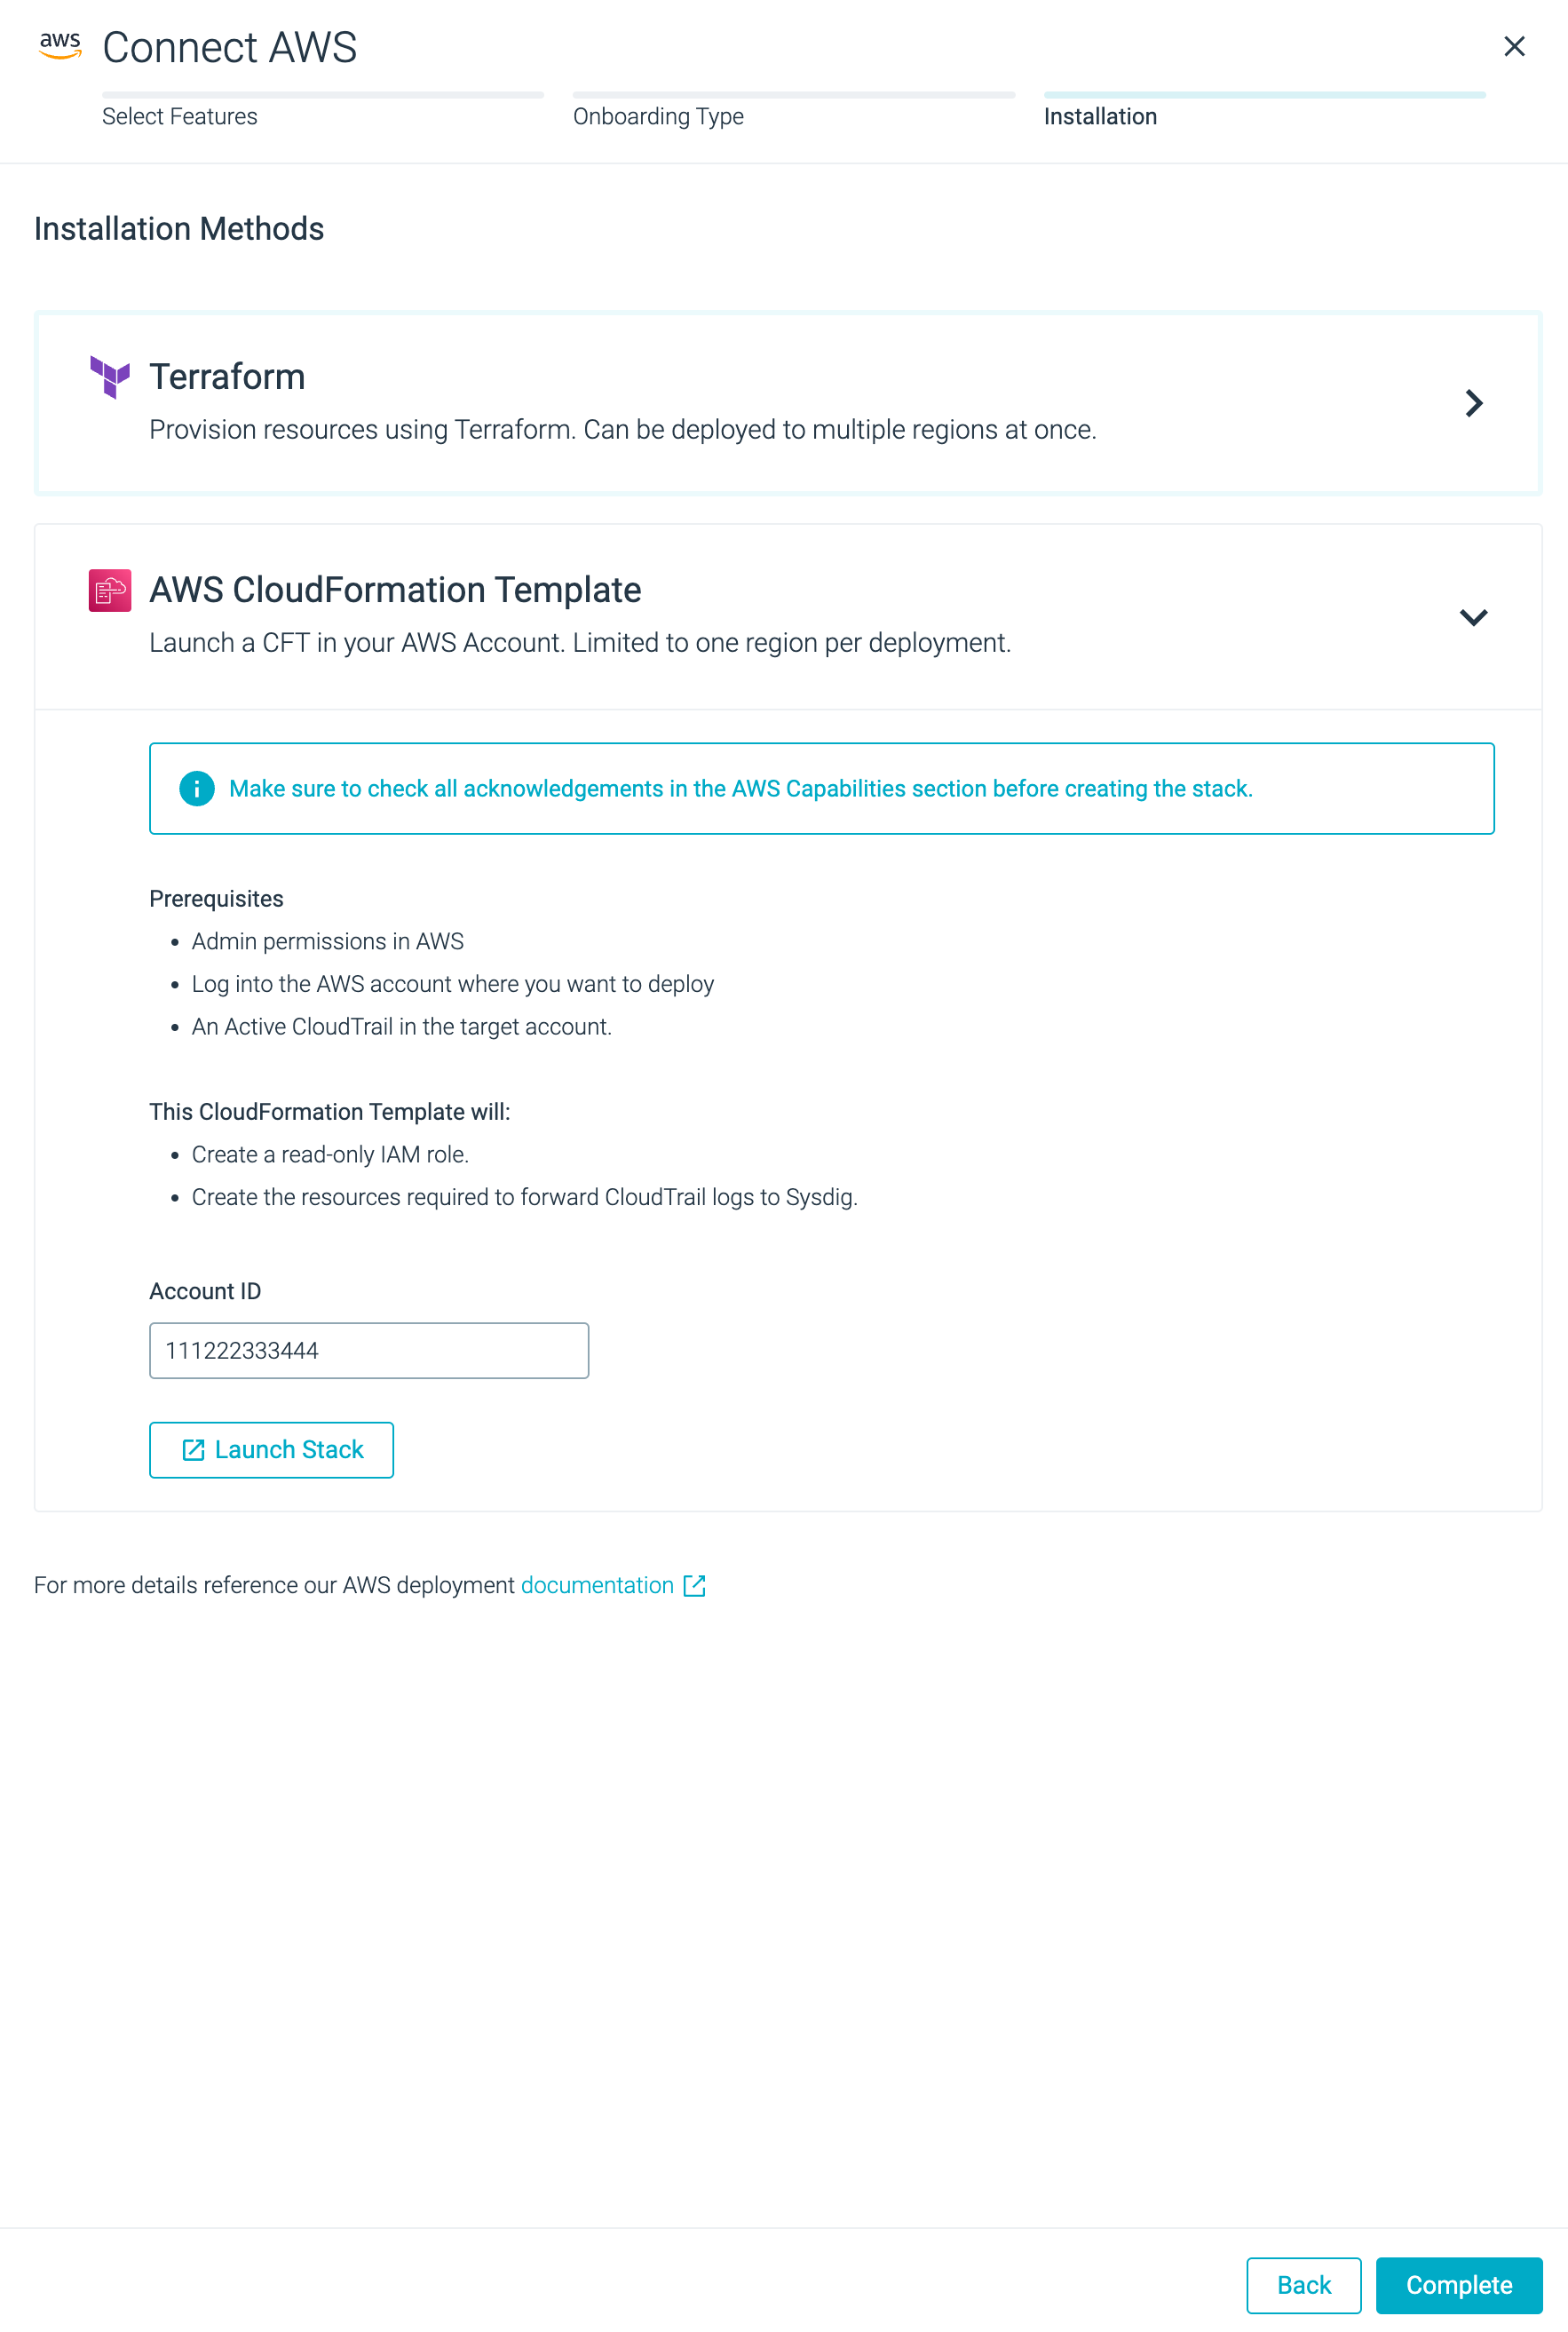 aws Connect AWS
Select Features
Onboarding Type
Installation
Installation Methods
Terraform
Provision resources using Terraform. Can be deployed to multiple regions at once.
AWS CloudFormation Template
Launch a CFT in your AWS Account. Limited to one region per deployment.
Make sure to check all acknowledgements in the AWS Capabilities section before creating the stack.
Prerequisites
• Admin permissions in AWS
• Log into the AWS account where you want to deploy
• An Active CloudTrail in the target account.
This CloudFormation Template will:
• Create a read-only IAM role.
• Create the resources required to forward CloudTrail logs to Sysdig.
Account ID
111222333444
Launch Stack
For more details reference our AWS deployment documentation
Back
Complete